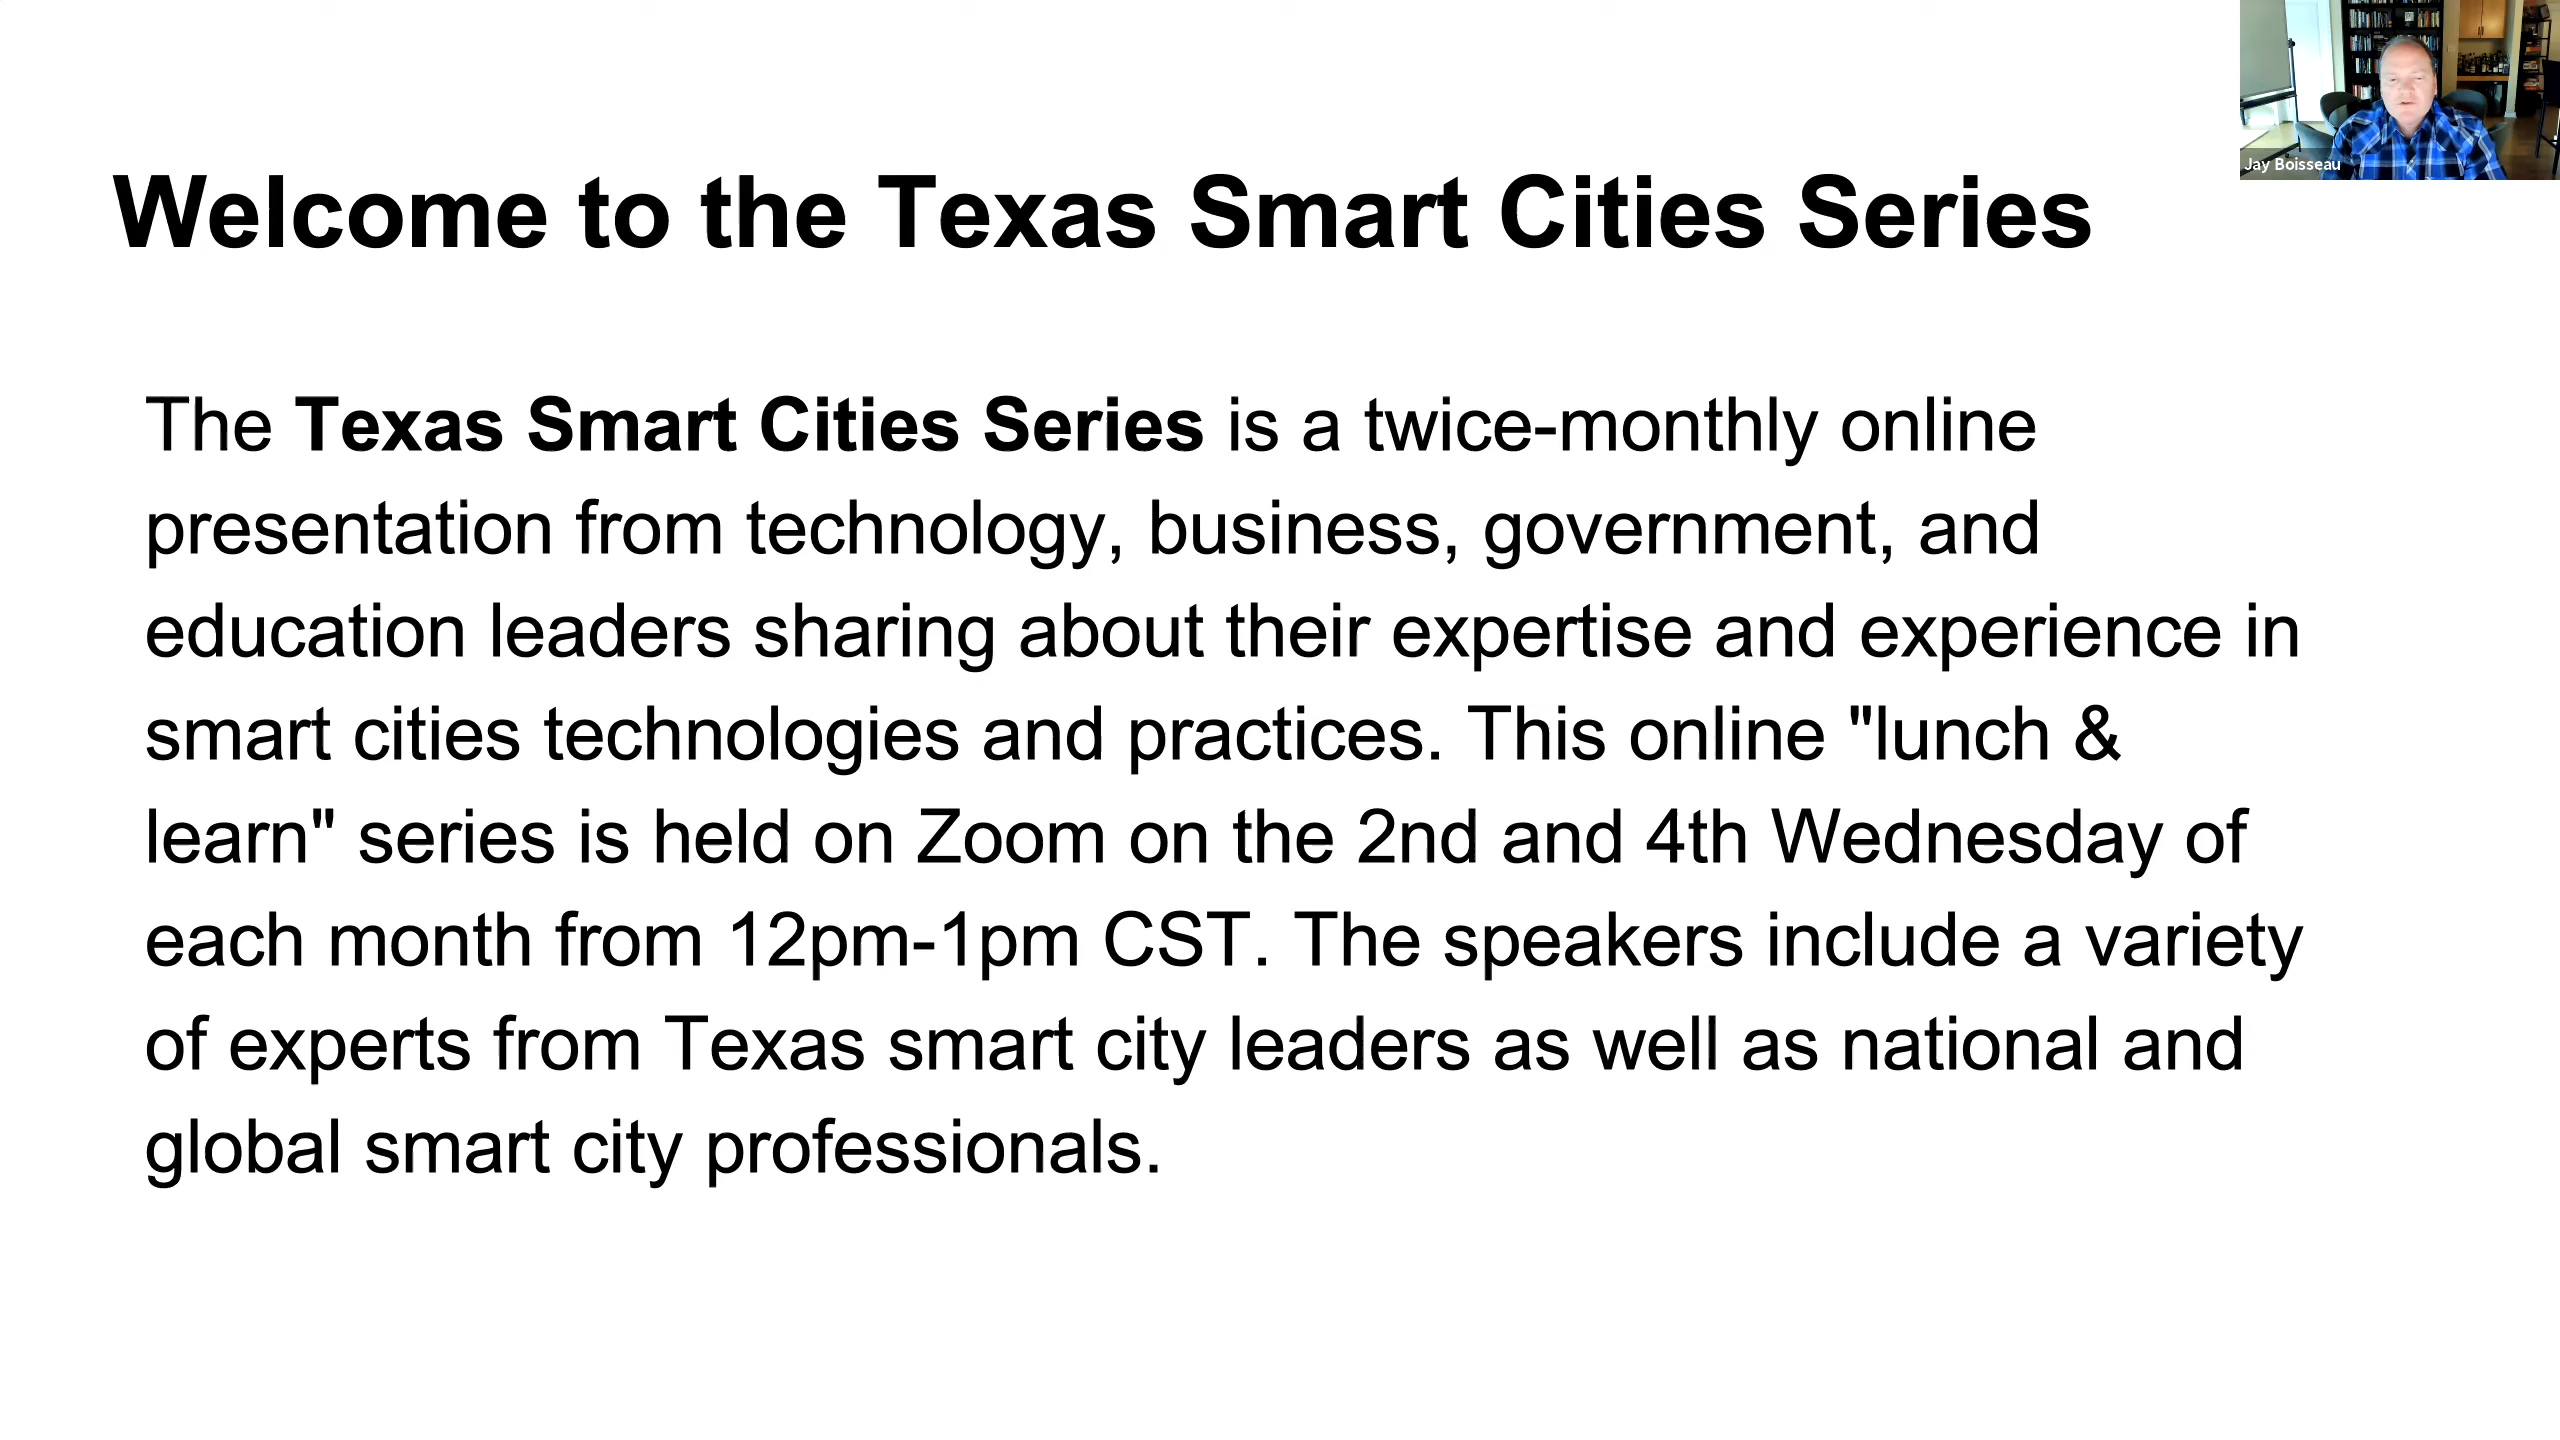 Jay Boisseau
Welcome to the Texas Smart Cities Series
The Texas Smart Cities Series is a twice-monthly online
presentation from technology, business, government, and
education leaders sharing about their expertise and experience in
smart cities technologies and practices. This online "lunch &
learn" series is held on Zoom on the 2nd and 4th Wednesday of
each month from 12pm-1pm CST. The speakers include a variety
of experts from Texas smart city leaders as well as national and
global smart city professionals.